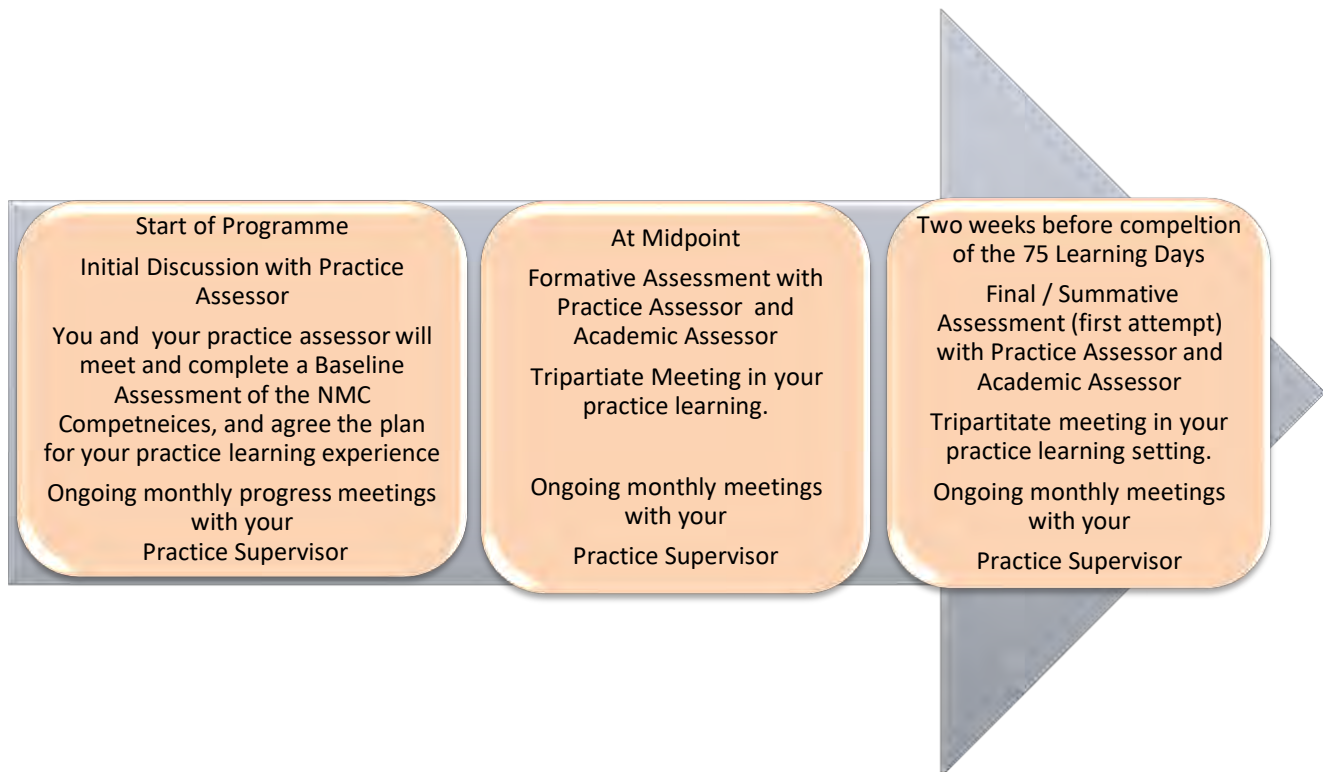 Start of Programme
Initial Discussion with Practice
Assessor
You and your practice assessor will
meet and complete a Baseline
Assessment of the NMC
Competneices, and agree the plan
for your practice learning experience
Ongoing monthly progress meetings
with your
Practice Supervisor
At Midpoint
Formative Assessment with
Practice Assessor and
Academic Assessor
Tripartiate Meeting in your
practice learning.
Ongoing monthly meetings
with your
Practice Supervisor
Two weeks before compeltion
of the 75 Learning Days
Final / Summative
Assessment (first attempt)
with Practice Assessor and
Academic Assessor
Tripartitate meeting in your
practice learning setting.
Ongoing monthly meetings
with your
Practice Supervisor